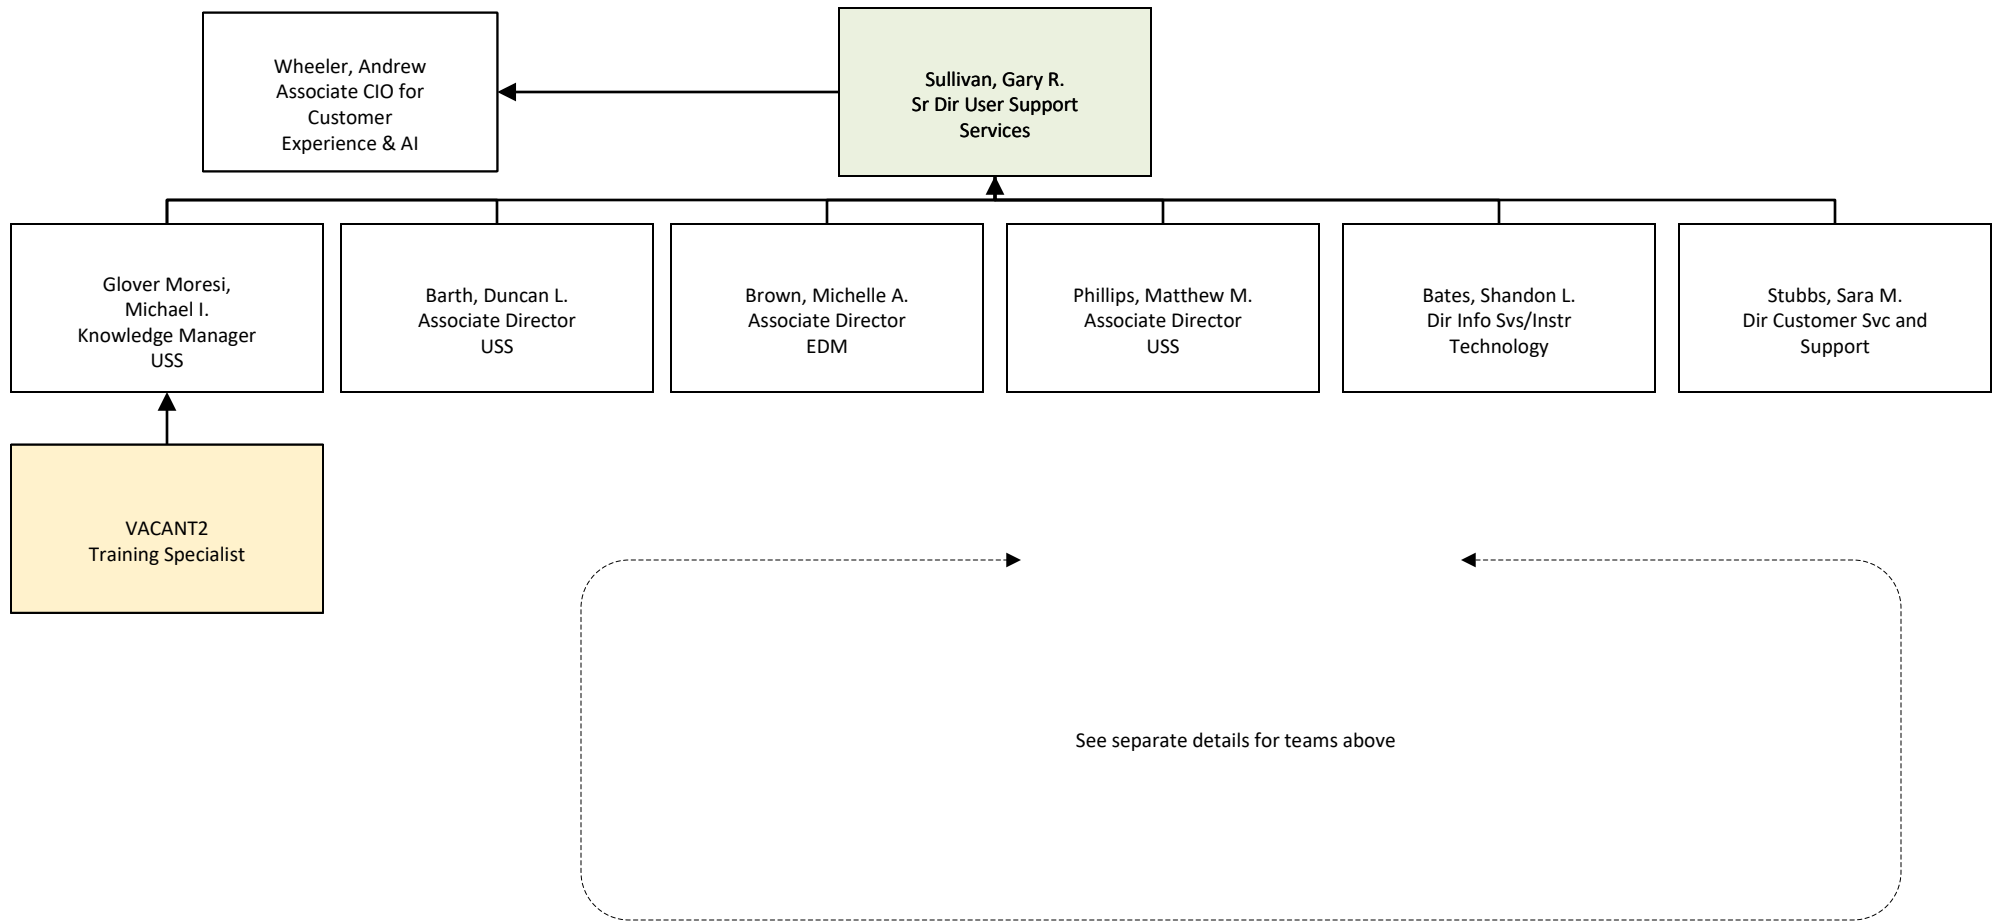 Wheeler, Andrew
Associate CIO for
Customer
Experience & AI
Sullivan, Gary R.
Sr Dir User Support
Services
Glover Moresi,
Michael I.
Knowledge Manager
USS
Barth, Duncan L.
Associate Director
USS
Brown, Michelle A.
Associate Director
EDM
Phillips, Matthew M.
Associate Director
USS
Bates, Shandon L.
Dir Info Svs/Instr
Technology
Stubbs, Sara M.
Dir Customer Svc and
Support
VACANT2
Training Specialist
See separate details for teams above